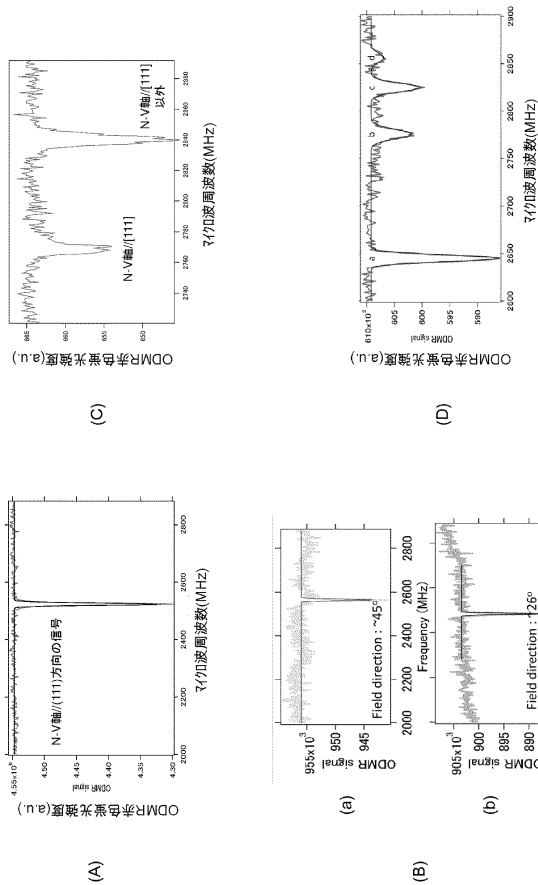 (A)
ODMR赤色蛍光強度(a.u.)
ODMR signal
4.50
4.45
4.40
4.35
4.30
N-V軸//(111)方向の信号
2000
2200
2400
2600
2800
マイクロ波周波数(MHz)
(B)
(a)
ODMR signal
955x10³
950
945
Field direction : ~45º
2000
2200
2400
2600
2800
Frequency (MHz)
(b)
ODMR signal
905x10³
900
895
890
Field direction : ~126º
(C)
ODMR赤色蛍光強度(a.u.)
665
660
655
650
N-V軸//[111]
N-V軸//[111]
以外
2740
2760
2780
2800
2820
2840
2860
2880
マイクロ波周波数(MHz)
(D)
ODMR赤色蛍光強度(a.u.)
ODMR signal
610x10³
605
600
595
590
a
b
c
d
2600
2650
2700
2750
2800
2850
2900
マイクロ波周波数(MHz)